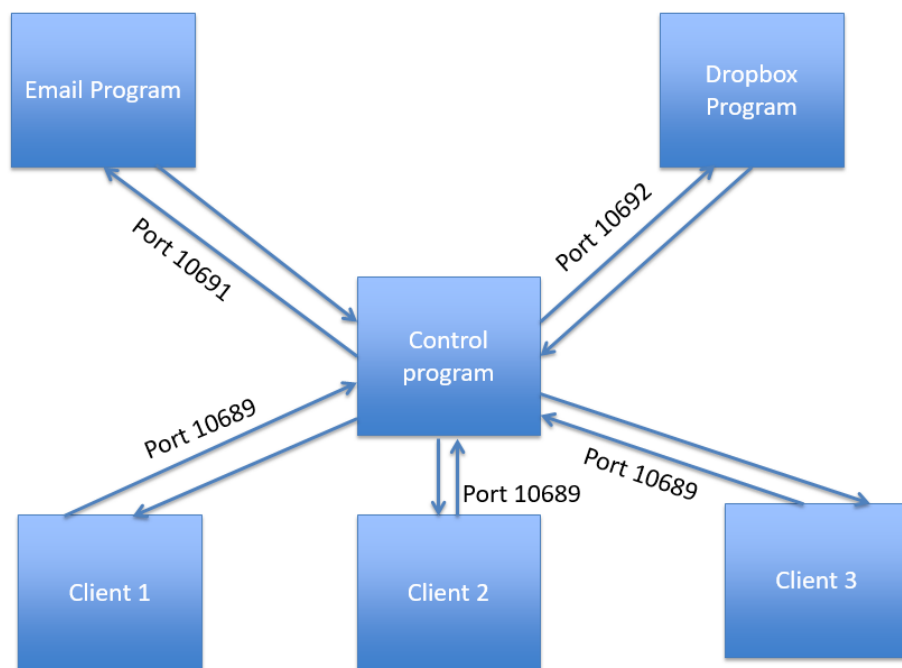 Email Program
Dropbox
Program
Port 10691
Port 10692
Control
program
Port 10689
Port 10689
Port 10689
Client 1
Client 2
Client 3